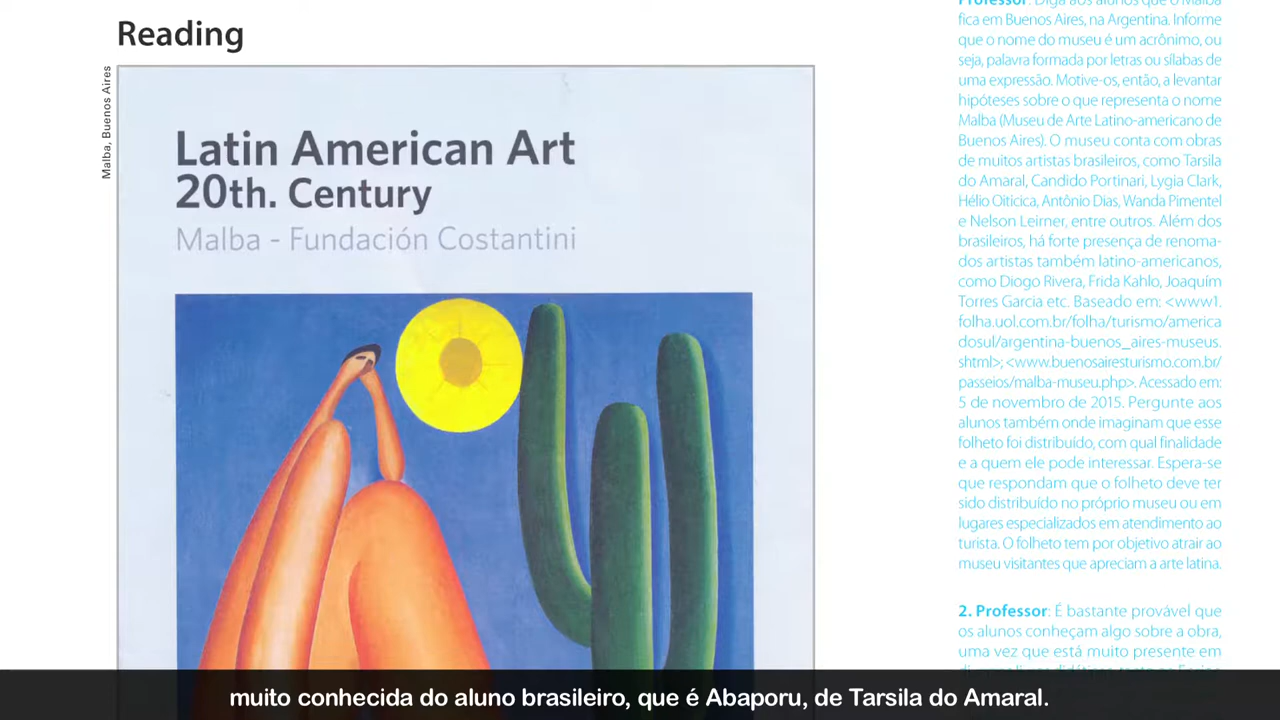 Reading
Malba, Buenos Aires
Latin American Art
20th. Century
Malba - Fundación Costantini
Professor: Diga aos alunos que o Malba
fica em Buenos Aires, na Argentina. Informe
que o nome do museu é um acrônimo, ou
seja, palavra formada por letras ou sílabas de
uma expressão. Motive-os, então, a levantar
hipóteses sobre o que representa o nome
Malba (Museu de Arte Latino-americano de
Buenos Aires). O museu conta com obras
de muitos artistas brasileiros, como Tarsila
do Amaral, Candido Portinari, Lygia Clark,
Hélio Oiticica, Antônio Dias, Wanda Pimentel
e Nelson Leirner, entre outros. Além dos
brasileiros, há forte presença de renoma-
dos artistas também latino-americanos,
como Diogo Rivera, Frida Kahlo, Joaquím
Torres Garcia etc. Baseado em: <www1.
folha.uol.com.br/folha/turismo/america
dosul/argentina-buenos_aires-museus.
shtml>; <www.buenosairesturismo.com.br/
passeios/malba-museu.php>. Acessado em:
5 de novembro de 2015. Pergunte aos
alunos também onde imaginam que esse
folheto foi distribuído, com qual finalidade
e a quem ele pode interessar. Espera-se
que respondam que o folheto deve ter
sido distribuído no próprio museu ou em
lugares especializados em atendimento ao
turista. O folheto tem por objetivo atrair ao
museu visitantes que apreciam a arte latina.
2. Professor: É bastante provável que
os alunos conheçam algo sobre a obra,
uma vez que está muito presente em
muito conhecida do aluno brasileiro, que é Abaporu, de Tarsila do Amaral.